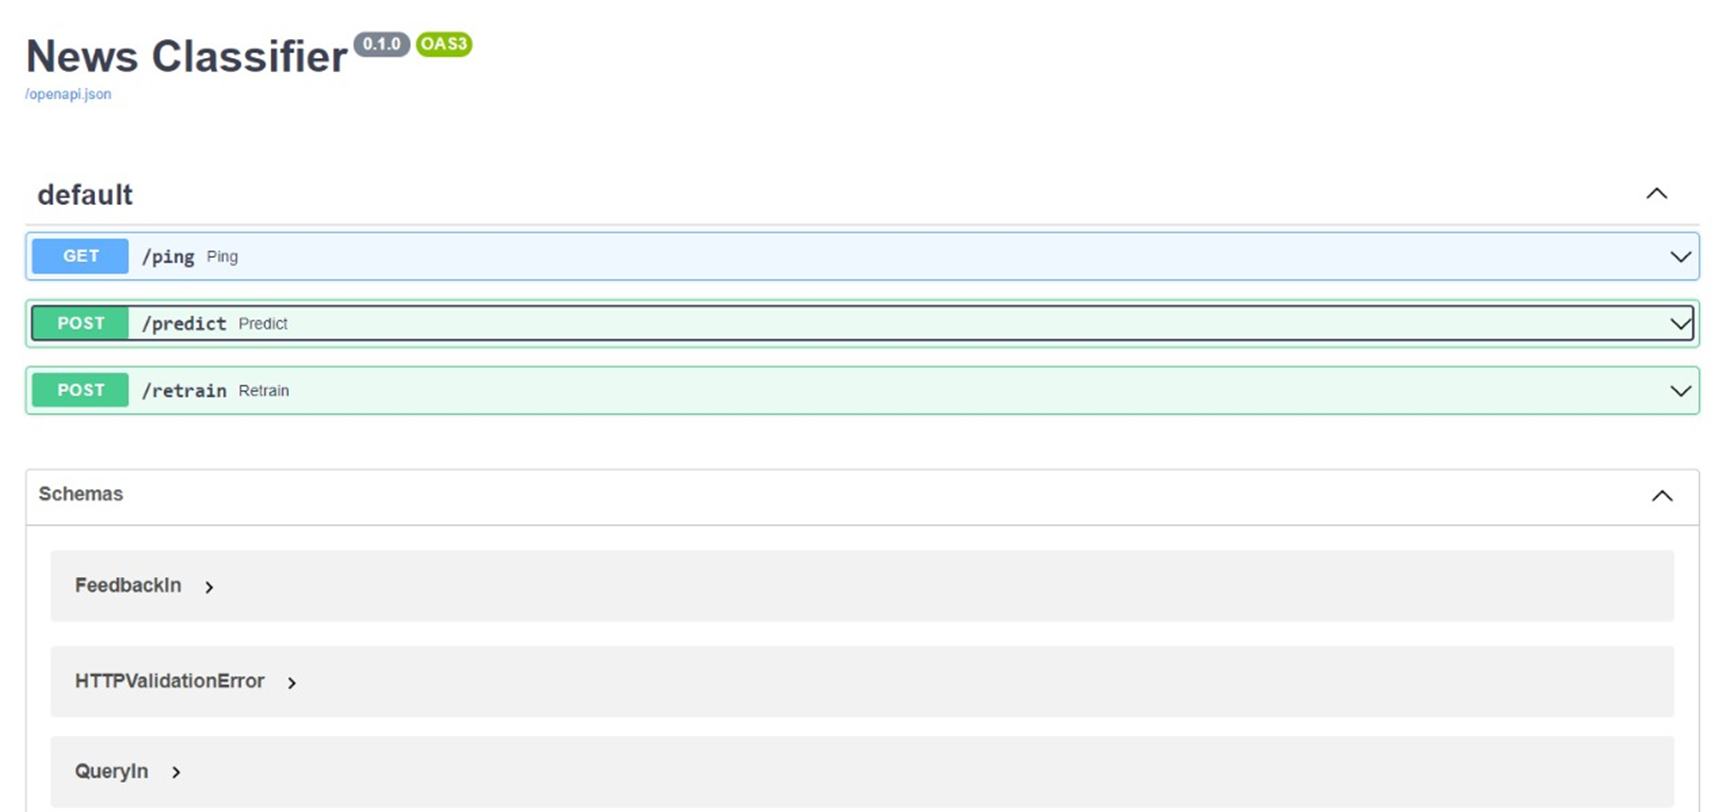 News Classifier 0.1.0 OAS3
/openapi.json
default
GET /ping Ping
POST /predict Predict
POST /retrain Retrain
Schemas
FeedbackIn
HTTPValidationError
QueryIn